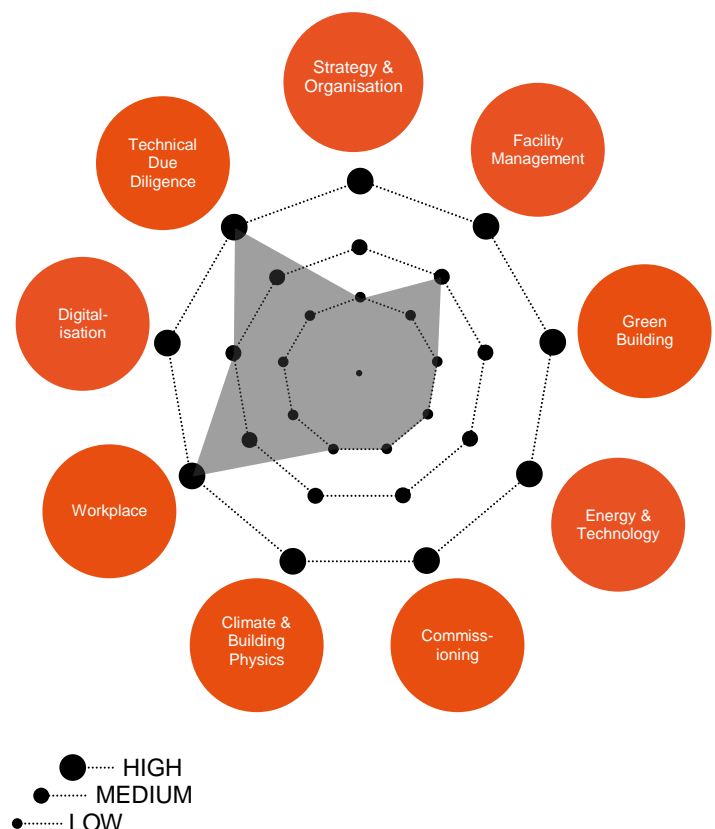 Strategy &
Organisation
Facility
Management
Technical
Due
Diligence
Green
Building
Digital-
isation
Energy &
Technology
Workplace
Commiss-
ioning
Climate &
Building
Physics
HIGH
MEDIUM
LOW